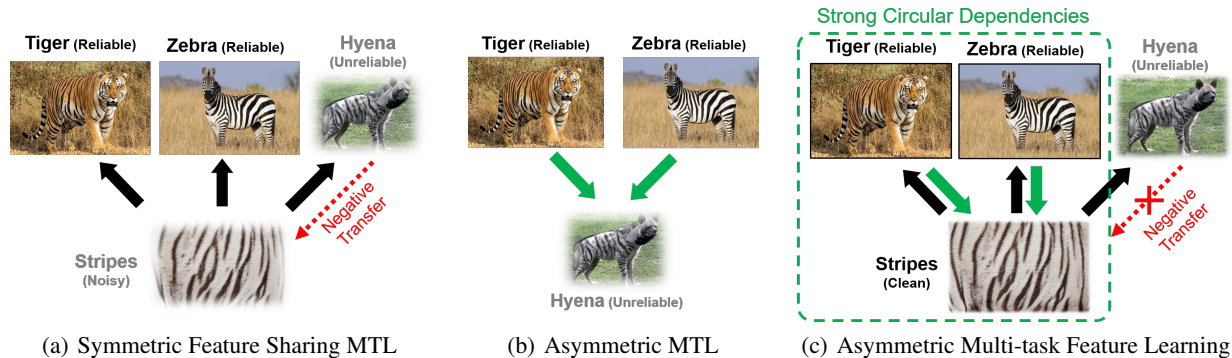 Strong Circular Dependencies
Tiger (Reliable)
Zebra (Reliable)
Hyena
(Unreliable)
Negative
Transfer
Stripes
(Noisy)
(a) Symmetric Feature Sharing MTL
Tiger (Reliable)
Zebra (Reliable)
Hyena (Unreliable)
(b) Asymmetric MTL
Tiger (Reliable)
Zebra (Reliable)
Hyena
(Unreliable)
Negative
Transfer
Stripes
(Clean)
(c) Asymmetric Multi-task Feature Learning